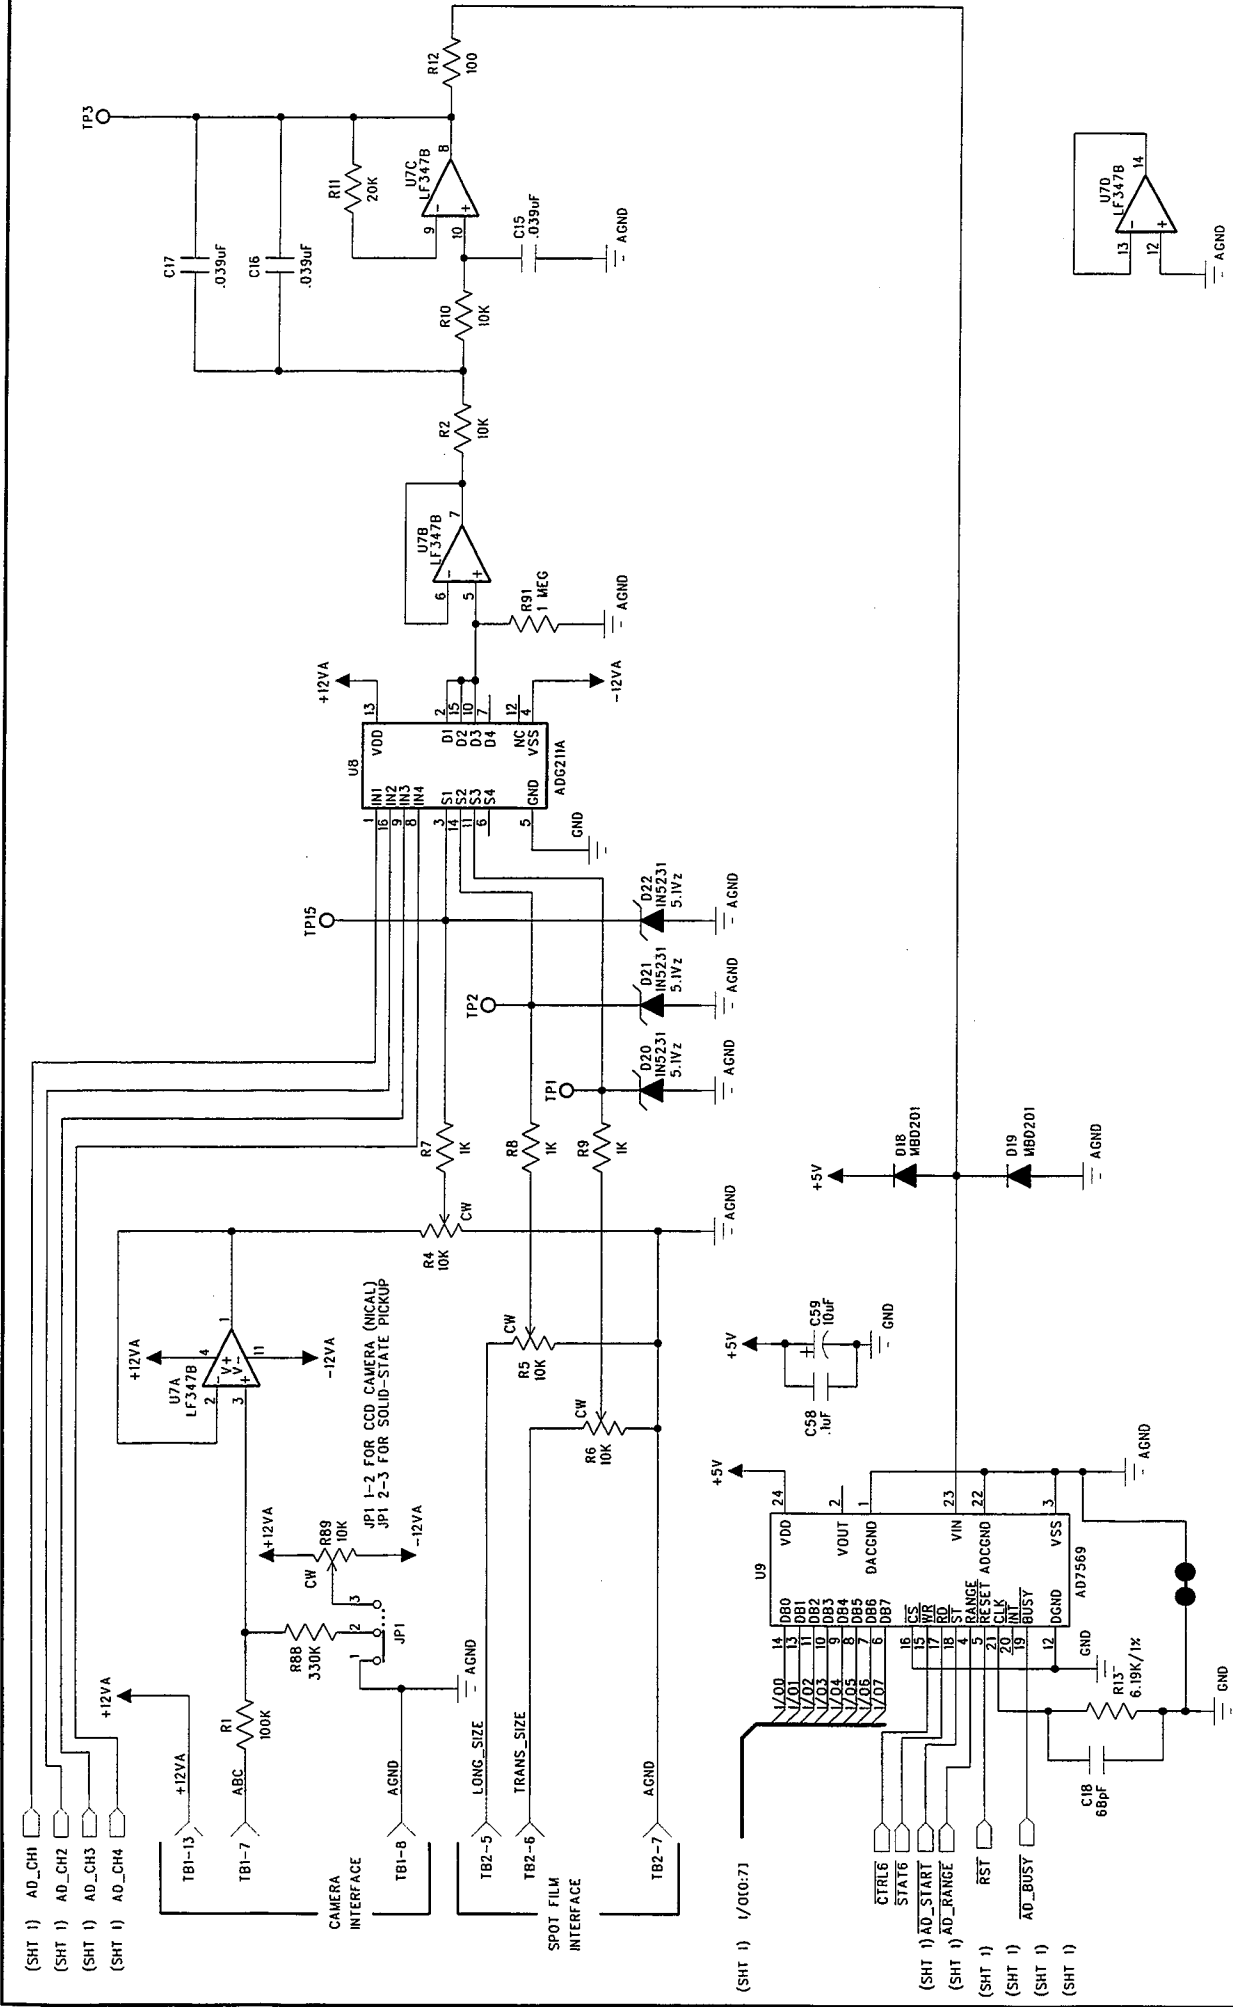 (SHT 1) AD_CH1
(SHT 1) AD_CH2
(SHT 1) AD_CH3
(SHT 1) AD_CH4
+12VA
TB1-13
+12VA
TB1-7
ABC
R1
100K
TB1-8
AGND
AGND
CAMERA
INTERFACE
R88
330K
JP1
1
2
3
CW
R89
10K
+12VA
-12VA
JP1 1-2 FOR CCD CAMERA (NICAL)
JP1 2-3 FOR SOLID-STATE PICKUP
U7A
LF347B
+12VA
-12VA
2
3
4
11
1
V+
V-
-
+
TB2-5
LONG_SIZE
TB2-6
TRANS_SIZE
TB2-7
AGND
SPOT FILM
INTERFACE
R4
10K
CW
R5
10K
CW
R6
10K
CW
AGND
R7
1K
R8
1K
R9
1K
TP15
TP2
TP1
D20
IN5231
5.1Vz
AGND
D21
IN5231
5.1Vz
AGND
D22
IN5231
5.1Vz
AGND
U8
ADG211A
1 IN1
16 IN2
9 IN3
8 IN4
3 S1
14 S2
11 S3
6 S4
5 GND
GND
VDD 13
+12VA
D1 2
D2 15
D3 10
D4 7
NC 12
VSS 4
-12VA
R91
1 MEG
AGND
U7B
LF347B
6
5
7
-
+
R2
10K
R10
10K
C17
.039uF
C16
.039uF
R11
20K
C15
.039uF
AGND
U7C
LF347B
9
10
8
-
+
TP3
R12
100
U7D
LF347B
13
12
14
-
+
AGND
(SHT 1) I/O[0:7]
I/O0
I/O1
I/O2
I/O3
I/O4
I/O5
I/O6
I/O7
U9
AD7569
14 DB0
13 DB1
11 DB2
10 DB3
9 DB4
8 DB5
7 DB6
6 DB7
16 CS
15 WR
17 RD
18 ST
4 RANGE
5 RESET
21 CLK
20 INT
19 BUSY
12 DGND
GND
VDD 24
+5V
VOUT 2
DACGND 1
VIN 23
ADCGND 22
VSS 3
AGND
CTRL6
STAT6
(SHT 1) AD_START
(SHT 1) AD_RANGE
(SHT 1) RST
(SHT 1)
(SHT 1) AD_BUSY
(SHT 1)
C18
68pF
R13
6.19K/1%
GND
C58
.1uF
C59
10uF
+
+5V
GND
+5V
D18
MBD201
D19
MBD201
AGND